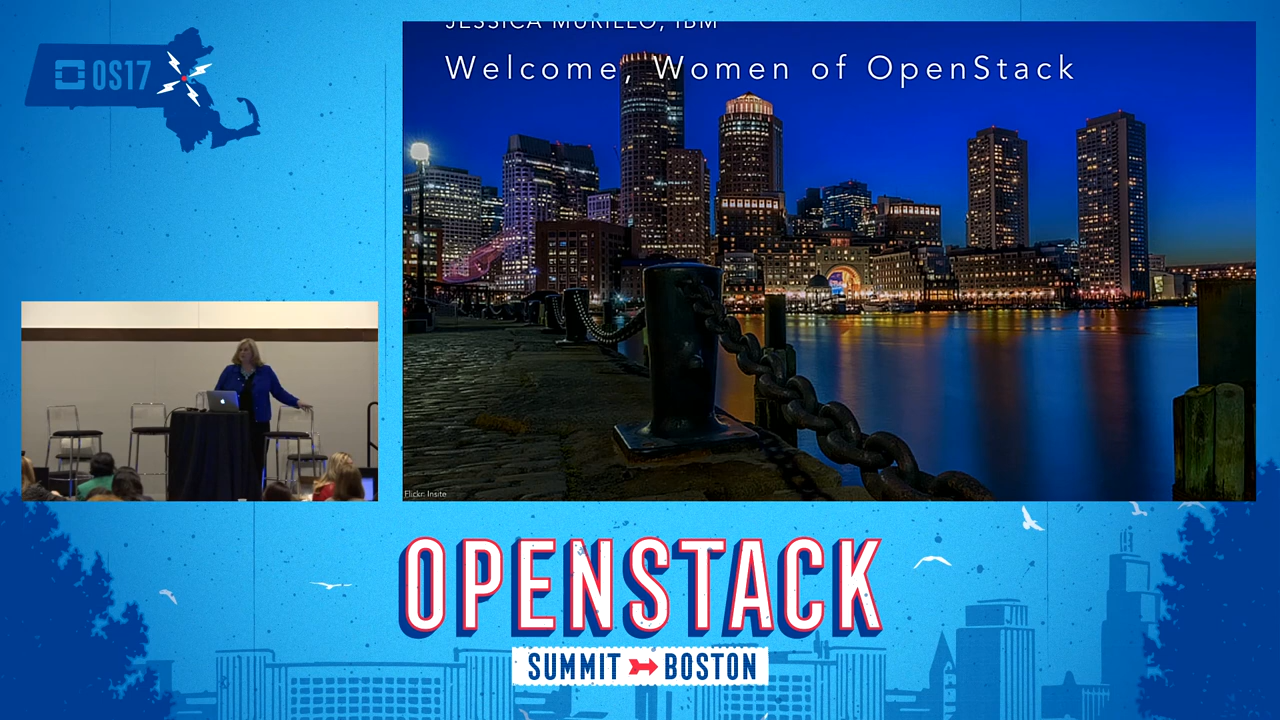 OS17
JESSICA MURILLO, IBM
Welcome, Women of OpenStack
Flickr: Insite
OPENSTACK
SUMMIT BOSTON